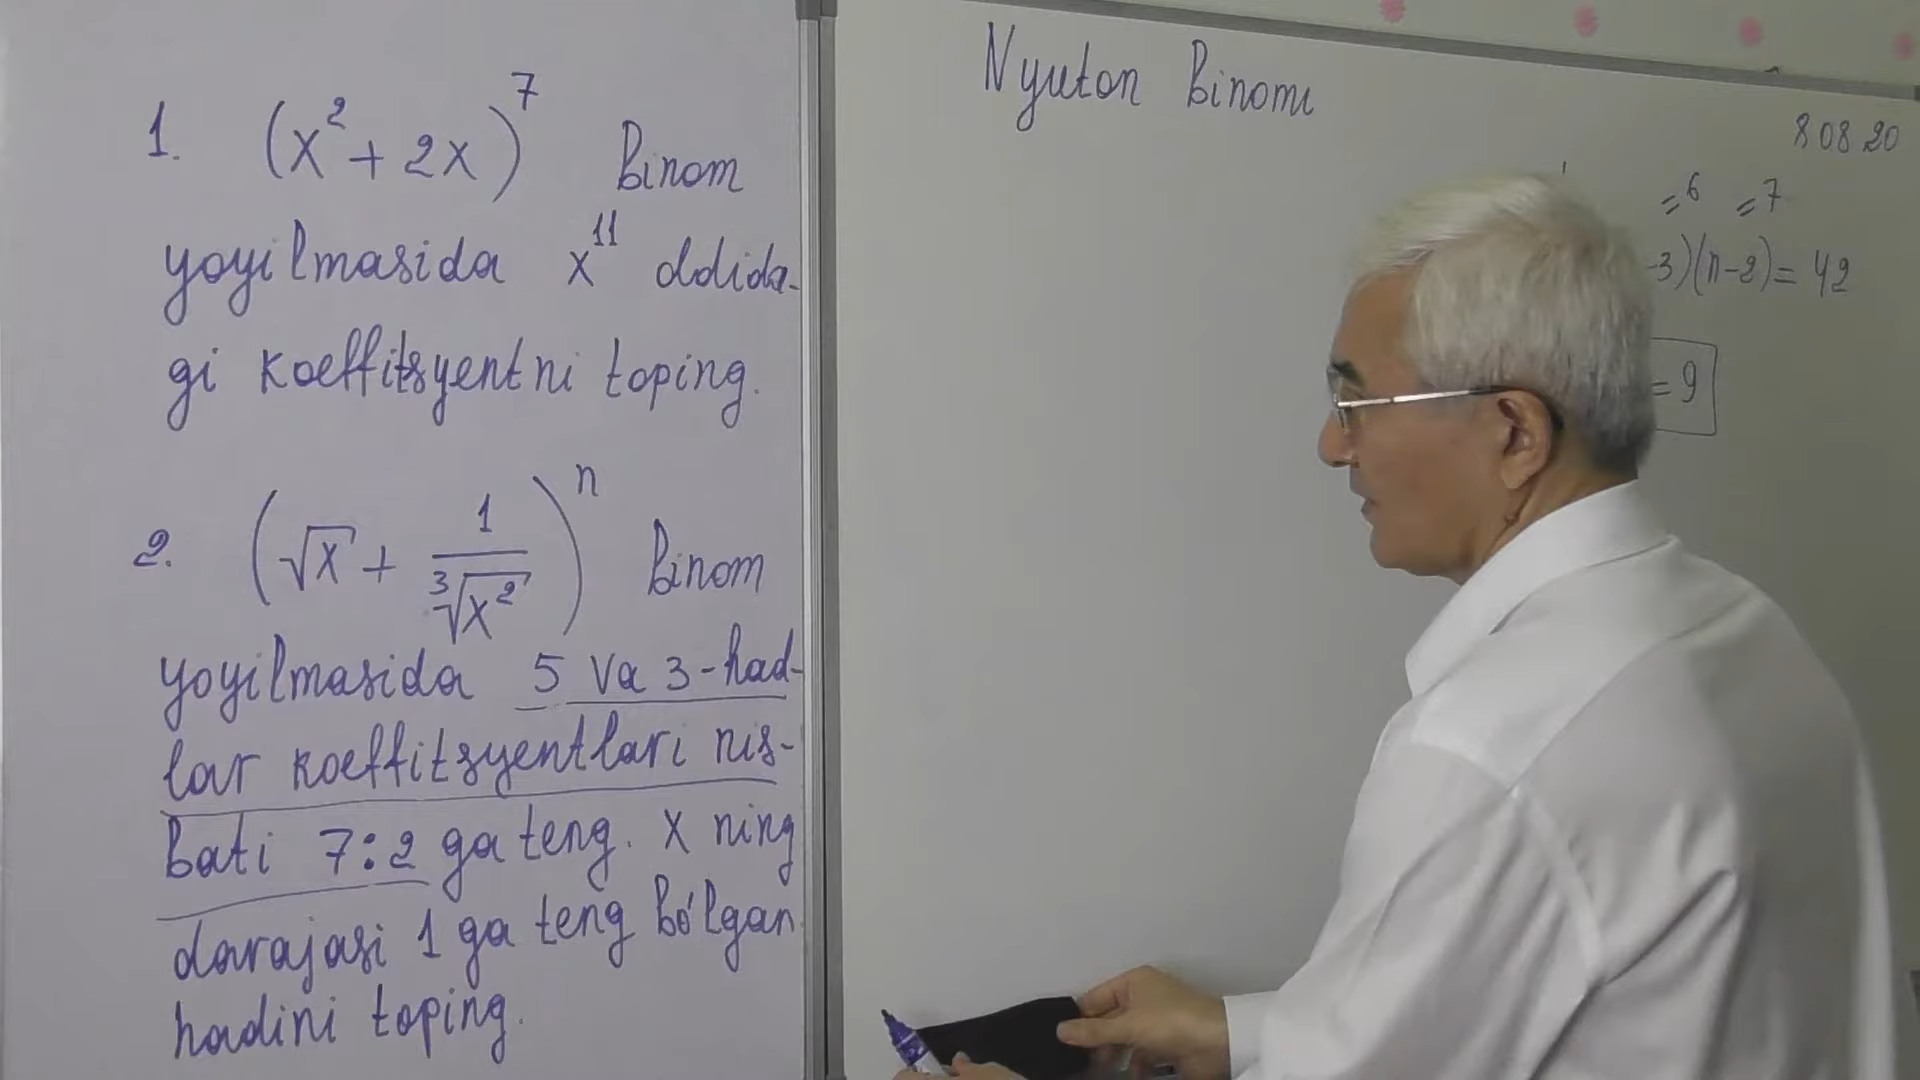 1. (x² + 2x)⁷ Binom
yoyilmasida x¹¹ oldida-
gi koeffitsyentni toping.
2. (√x + 1/∛x²)ⁿ Binom
yoyilmasida 5 va 3-had-
lar koeffitsyentlari nis-
bati 7:2 ga teng. x ning
darajasi 1 ga teng bo'lgan
hadini toping.
Nyuton Binomi
8 08 20
=6 =7
-3)(n-2)= 42
=9